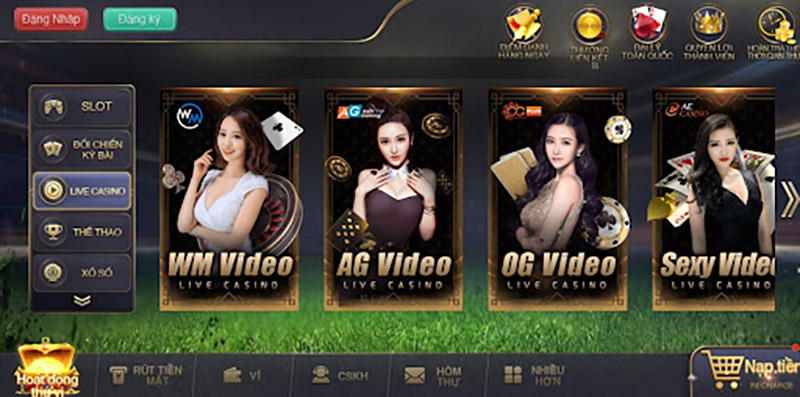 Đăng Nhập
Đăng ký
ĐIỂM DANH
HÀNG NGÀY
THƯỞNG
LIÊN KẾT
ĐẠI LÝ
TOÀN QUỐC
QUYỀN LỢI
THÀNH VIÊN
HOÀN TRẢ
THỜI GIAN
SLOT
ĐỐI CHIẾN
KỲ BÀI
LIVE CASINO
THỂ THAO
XỔ SỐ
WM
WM Video
LIVE CASINO
AG
AG Video
LIVE CASINO
OG
OG Video
LIVE CASINO
AE
CASINO
Sexy Video
LIVE CASINO
Hoạt động
thú vị
RÚT TIỀN
MẶT
VÍ
CSKH
HÒM
THƯ
NHIỀU
HƠN
Nạp tiền
RECHARGE